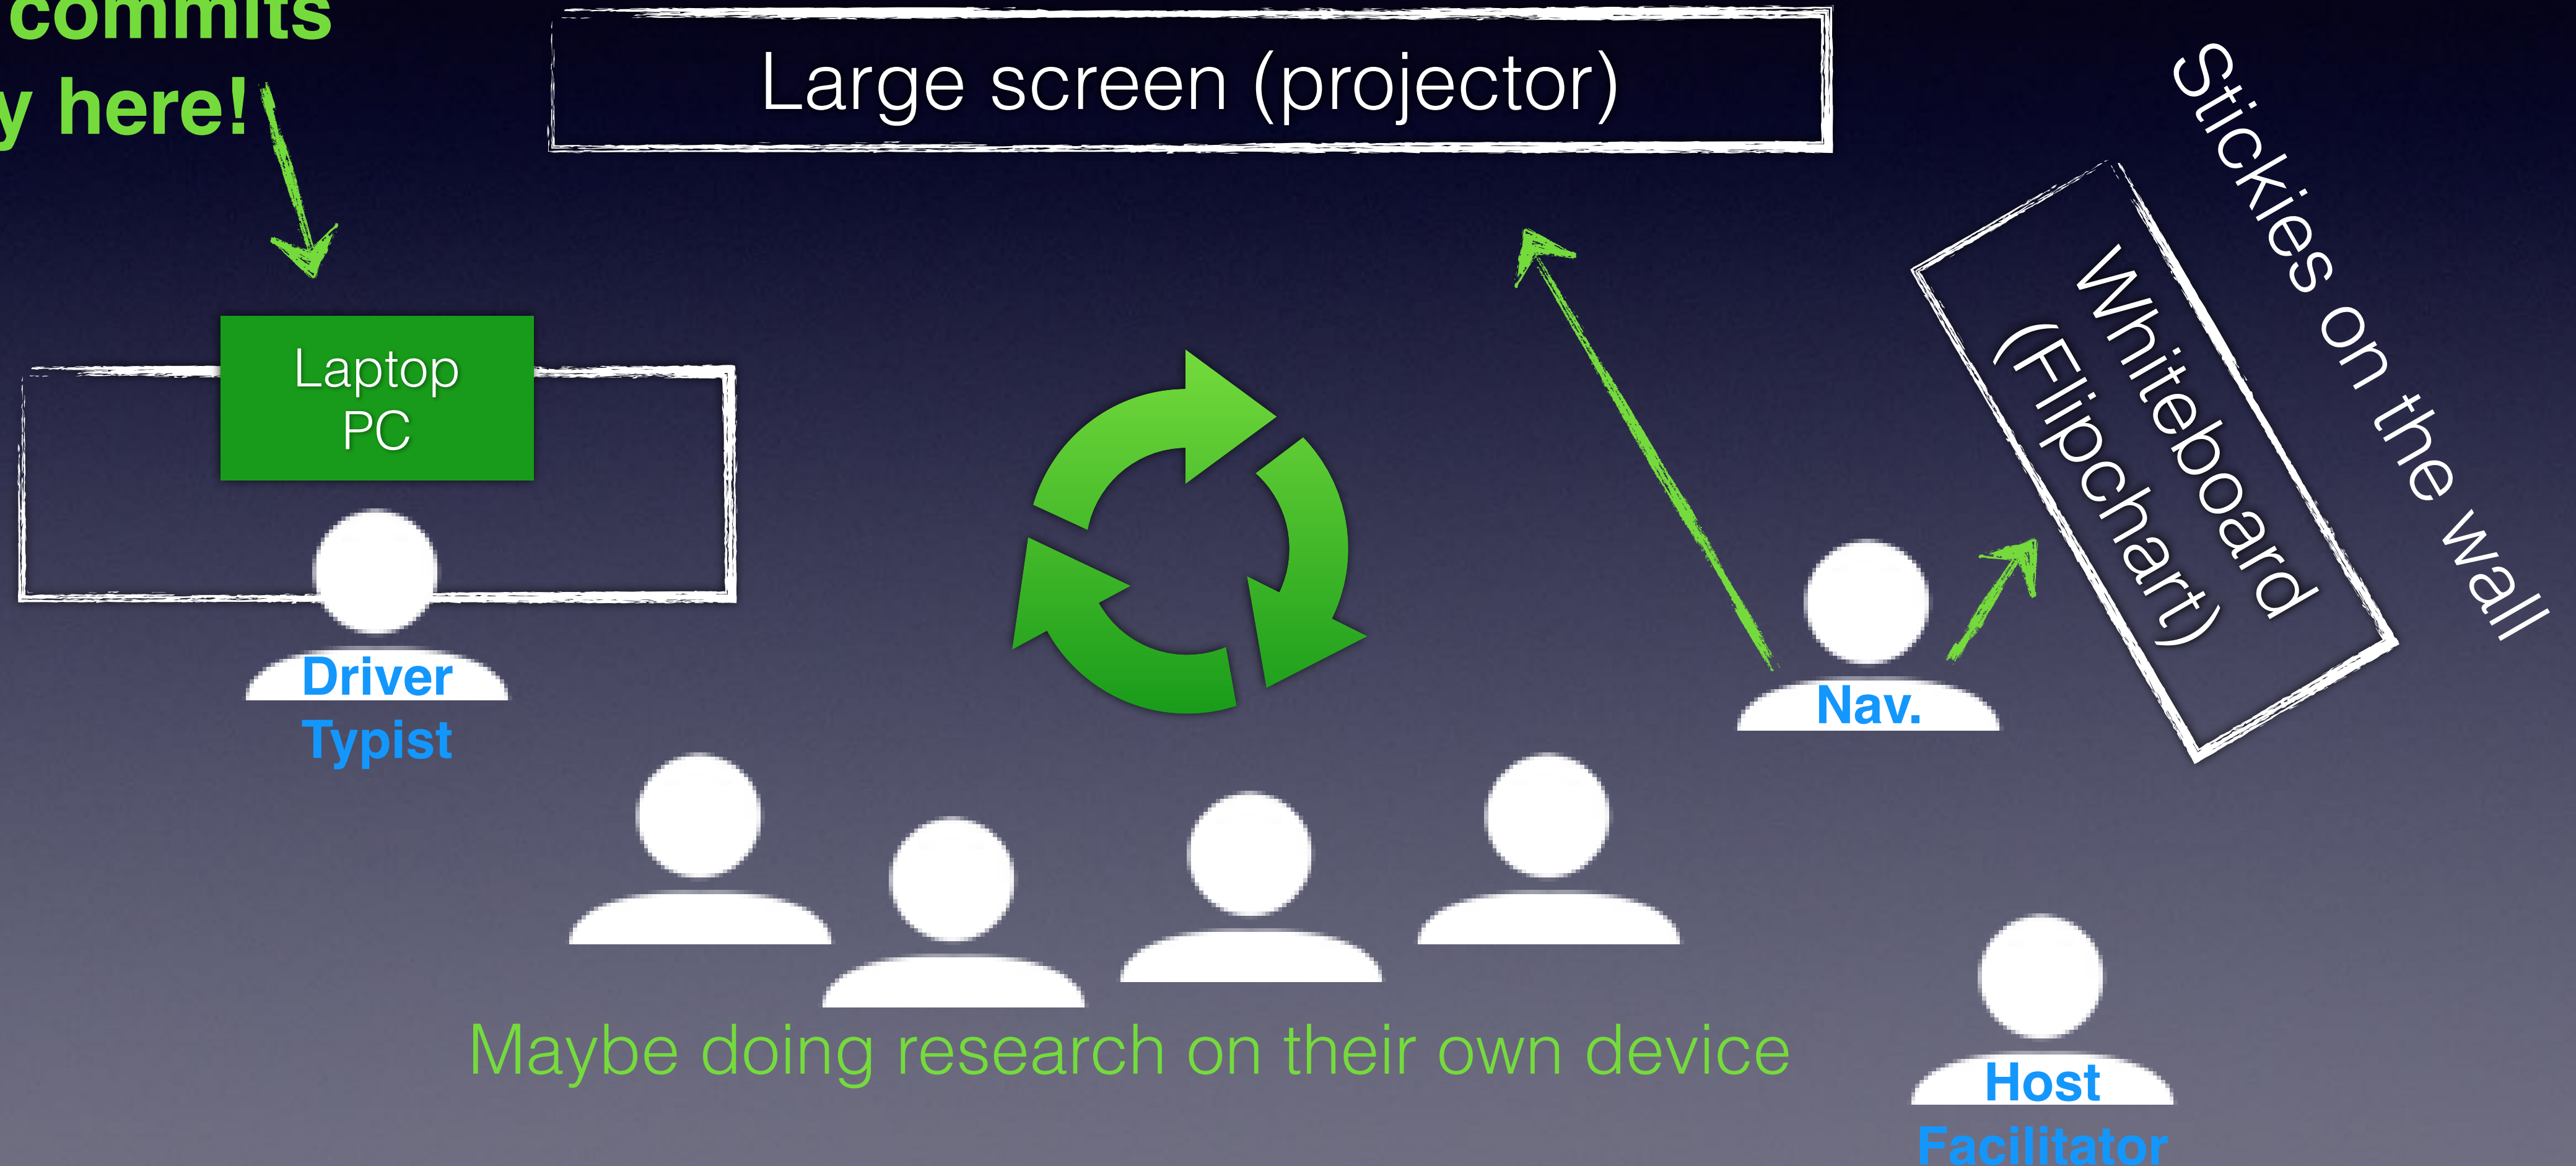 commits
y here!
Large screen (projector)
Stickies on the wall
Whiteboard
(Flipchart)
Laptop
PC
Driver
Typist
Nav.
Maybe doing research on their own device
Host
Facilitator